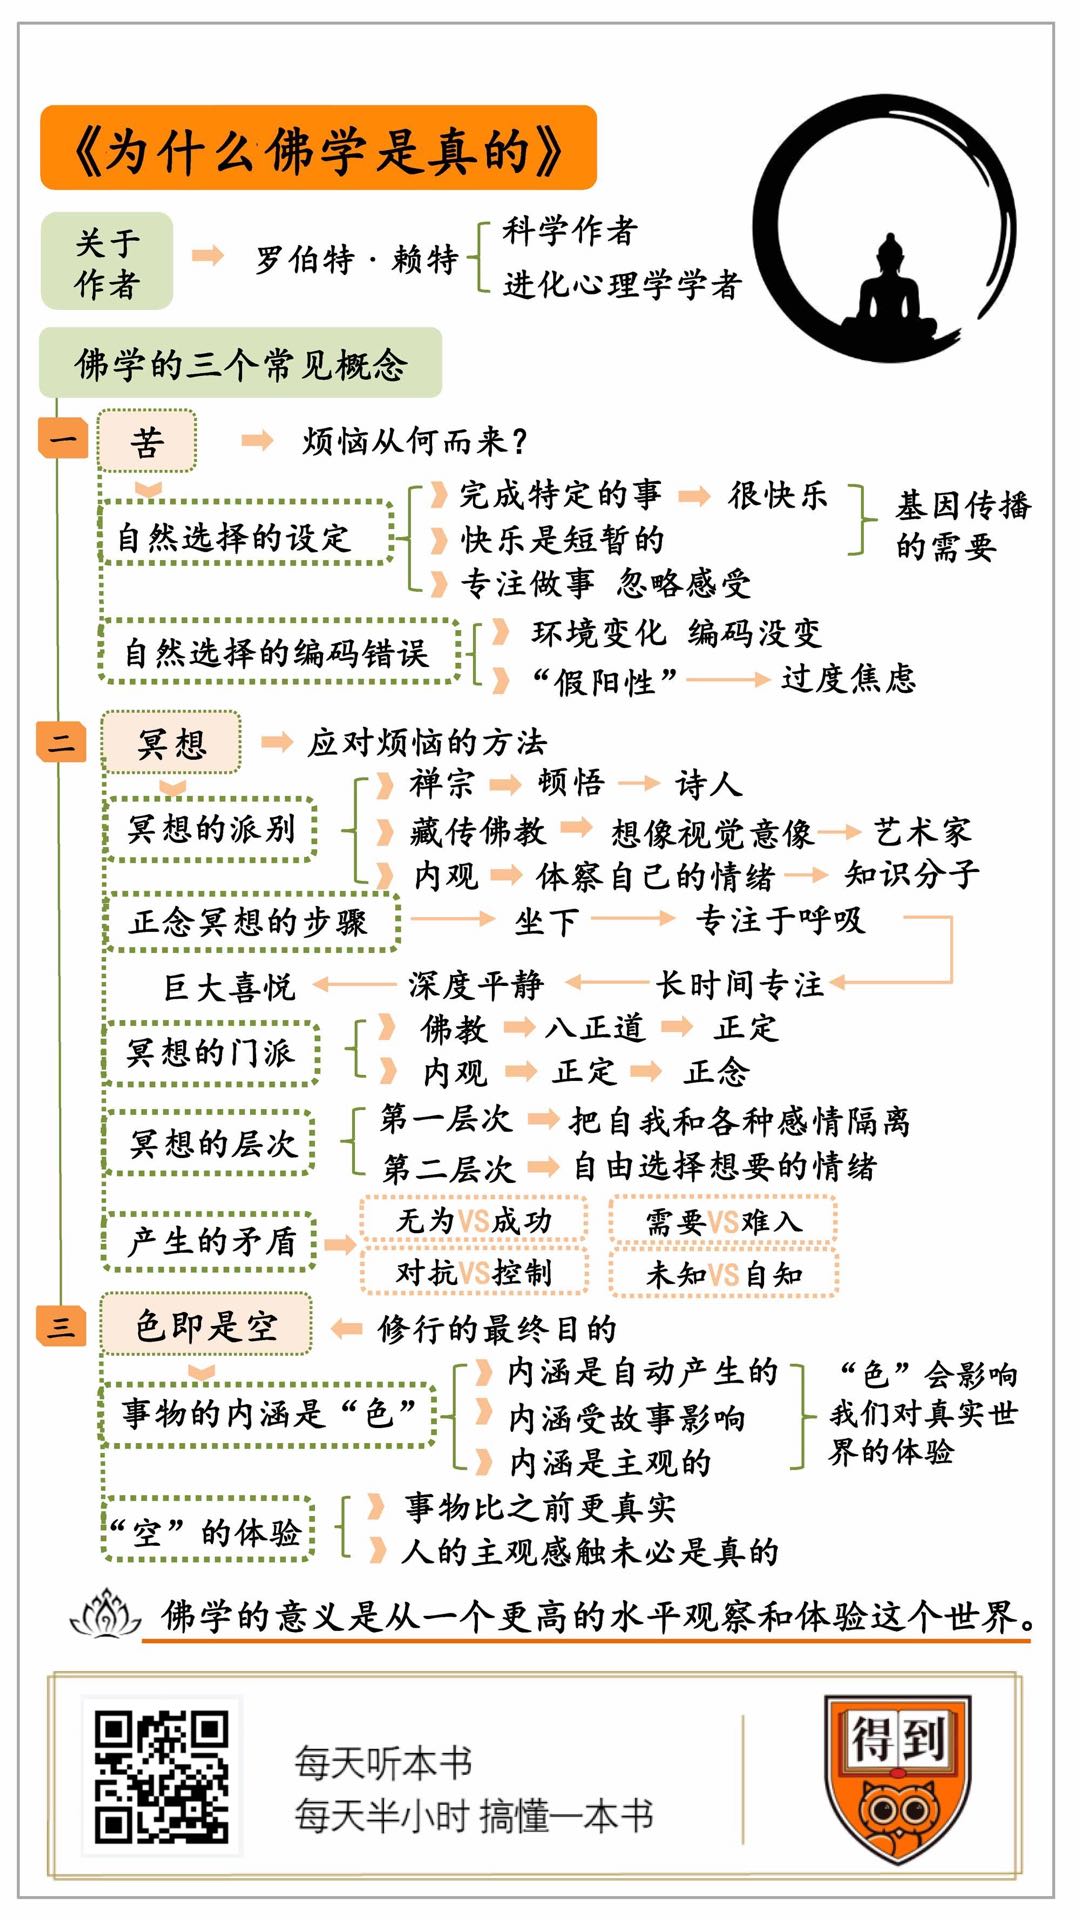 《为什么佛学是真的》
关于
作者
罗伯特·赖特
科学作者
进化心理学学者
佛学的三个常见概念
一
苦
烦恼从何而来？
自然选择的设定
完成特定的事
很快乐
快乐是短暂的
专注做事 忽略感受
基因传播
的需要
自然选择的编码错误
环境变化 编码没变
“假阳性”
过度焦虑
二
冥想
应对烦恼的方法
冥想的派别
禅宗
顿悟
诗人
藏传佛教
想像视觉意像
艺术家
内观
体察自己的情绪
知识分子
正念冥想的步骤
坐下
专注于呼吸
长时间专注
深度平静
巨大喜悦
冥想的门派
佛教
八正道
正定
内观
正定
正念
冥想的层次
第一层次
把自我和各种感情隔离
第二层次
自由选择想要的情绪
产生的矛盾
无为VS成功
需要VS难入
对抗VS控制
未知VS自知
三
色即是空
修行的最终目的
事物的内涵是“色”
内涵是自动产生的
内涵受故事影响
内涵是主观的
“色”会影响
我们对真实世
界的体验
“空”的体验
事物比之前更真实
人的主观感触未必是真的
佛学的意义是从一个更高的水平观察和体验这个世界。
每天听本书
每天半小时 搞懂一本书
得到